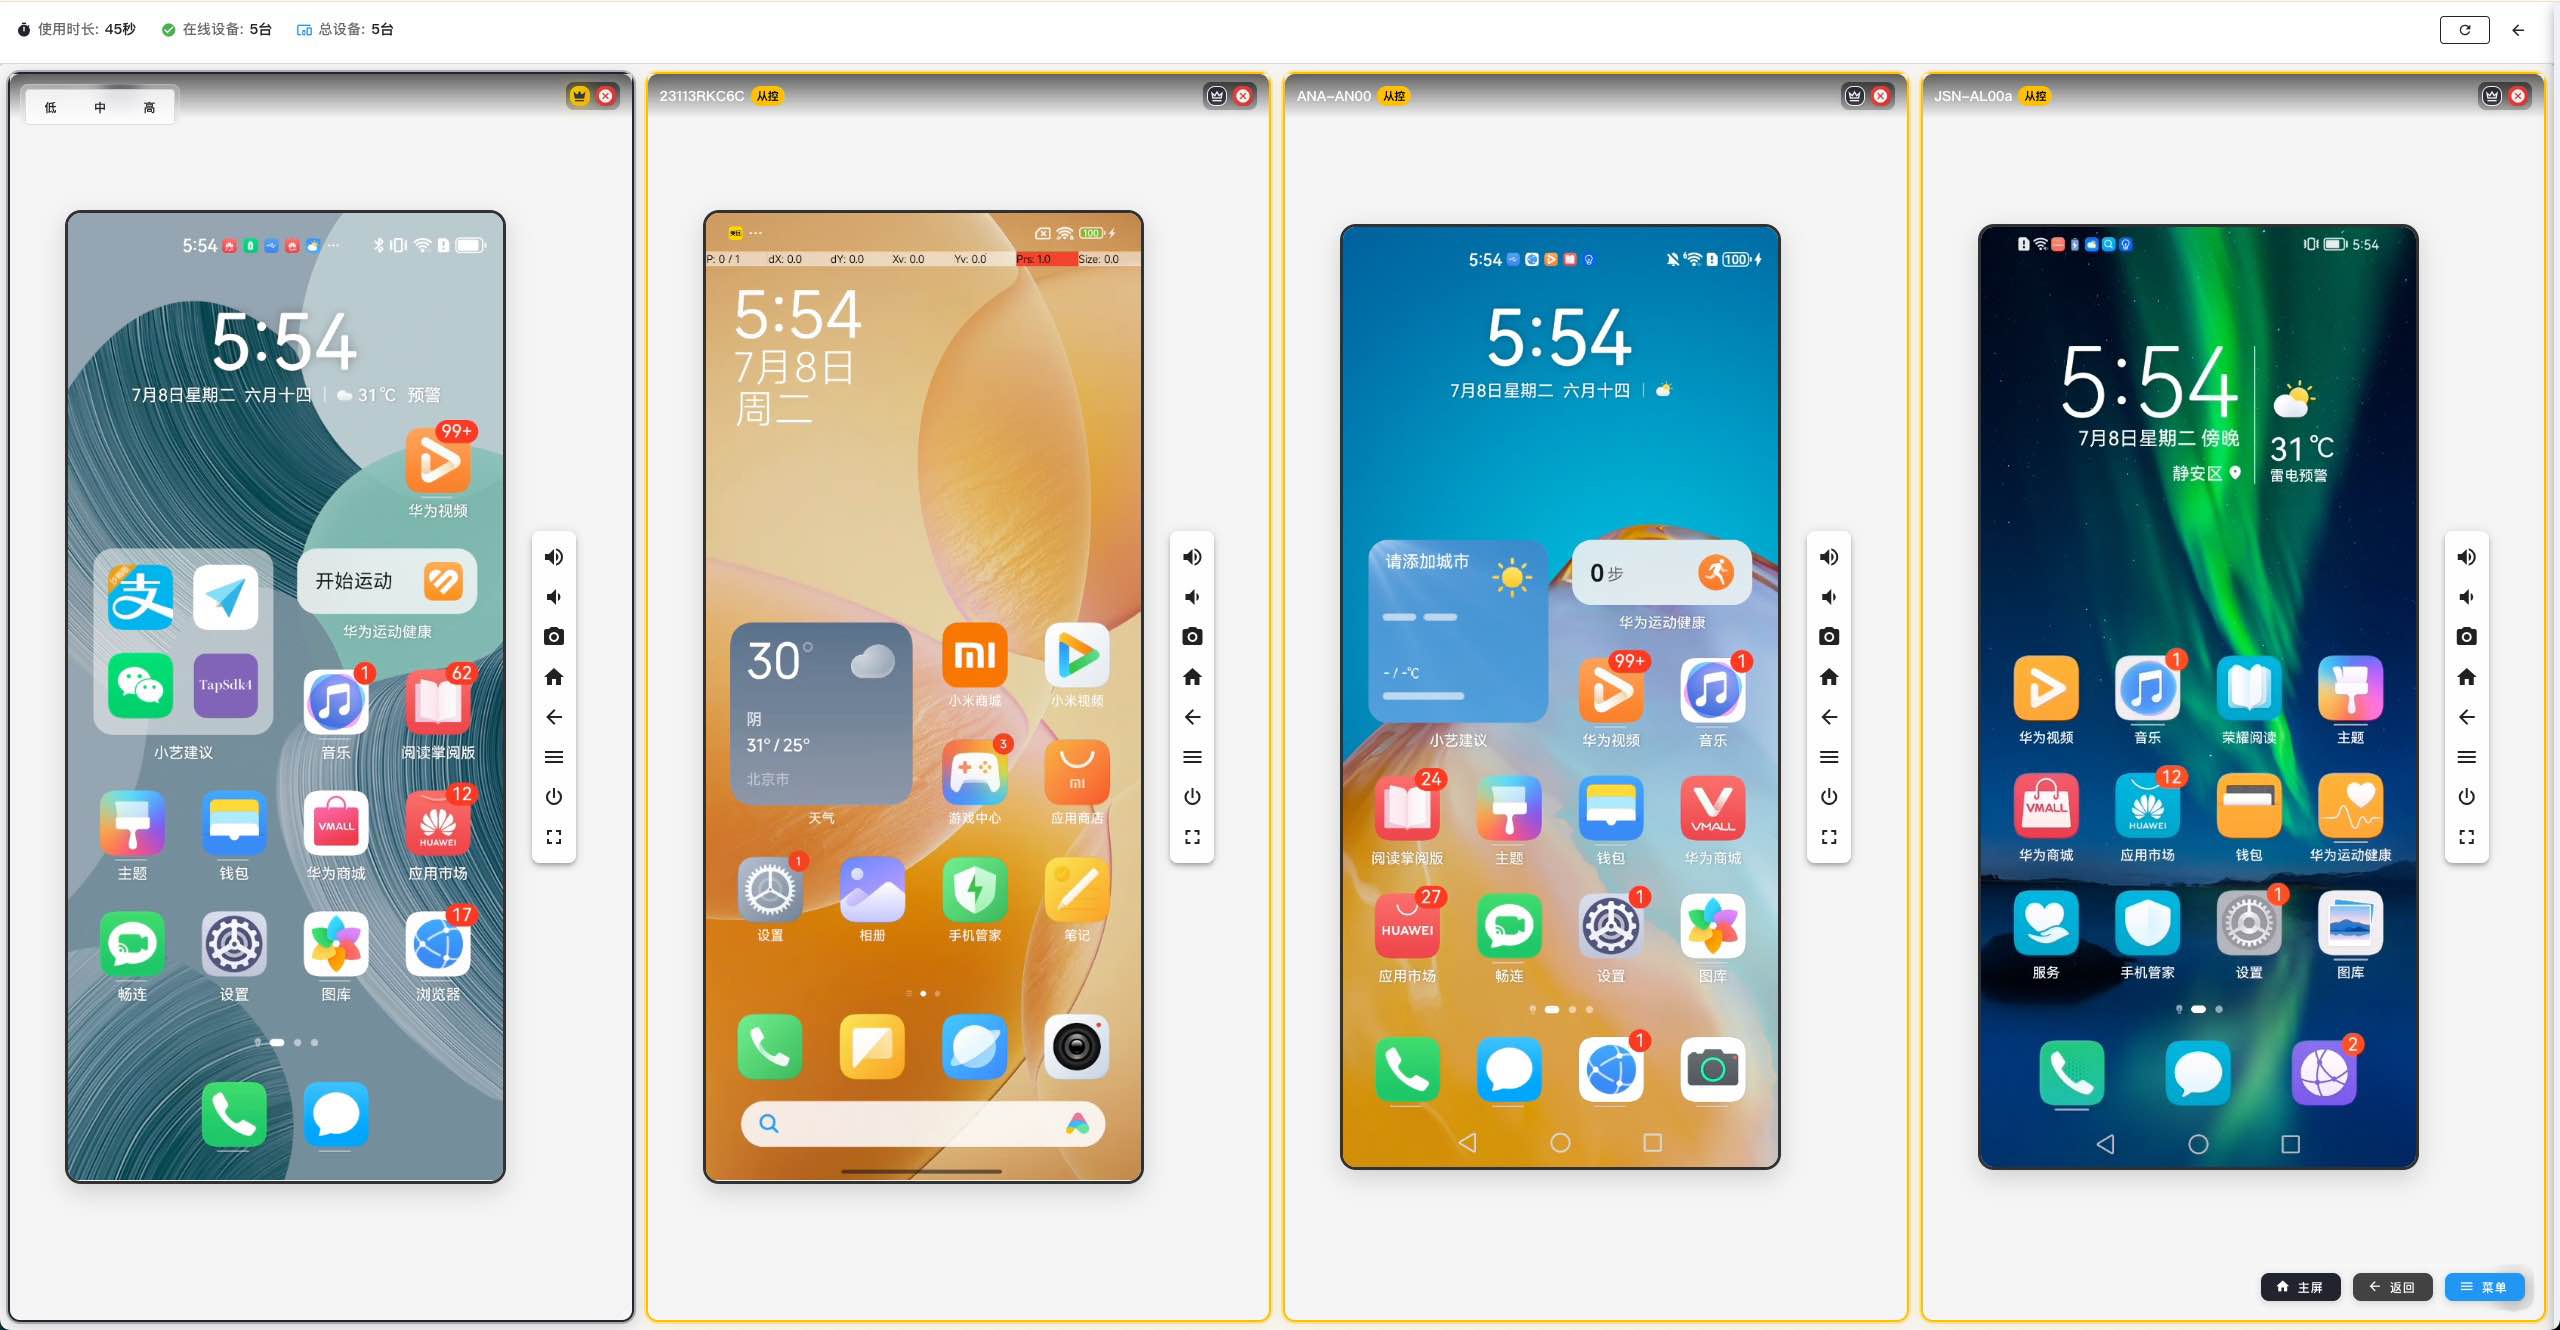 使用时长: 45秒 在线设备: 5台 总设备: 5台
低 中 高
5:54
5:54
7月8日星期二 六月十四 31℃ 预警
99+
华为视频
支
开始运动
华为运动健康
TapSdk4
小艺建议
1
音乐
62
阅读掌阅版
主题
钱包
VMALL
华为商城
12
HUAWEI
应用市场
畅连
设置
图库
17
浏览器
23113RKC6C 从控
100
P: 0 / 1 dX: 0.0 dY: 0.0 Xv: 0.0 Yv: 0.0 Prs: 1.0 Size: 0.0
5:54
7月8日
周二
30°
阴
31° / 25°
北京市
天气
小米商城
小米视频
3
游戏中心
应用商店
1
设置
相册
手机管家
笔记
ANA-AN00 从控
5:54 100
5:54
7月8日星期二 六月十四
请添加城市
- / -℃
小艺建议
0步
华为运动健康
99+
华为视频
1
音乐
24
阅读掌阅版
主题
钱包
VMALL
华为商城
27
HUAWEI
应用市场
畅连
1
设置
图库
1
JSN-AL00a 从控
5:54
5:54
7月8日星期二 傍晚
静安区
31℃
雷电预警
华为视频
1
音乐
荣耀阅读
主题
VMALL
华为商城
12
HUAWEI
应用市场
钱包
华为运动健康
服务
手机管家
1
设置
图库
2
主屏 返回 菜单